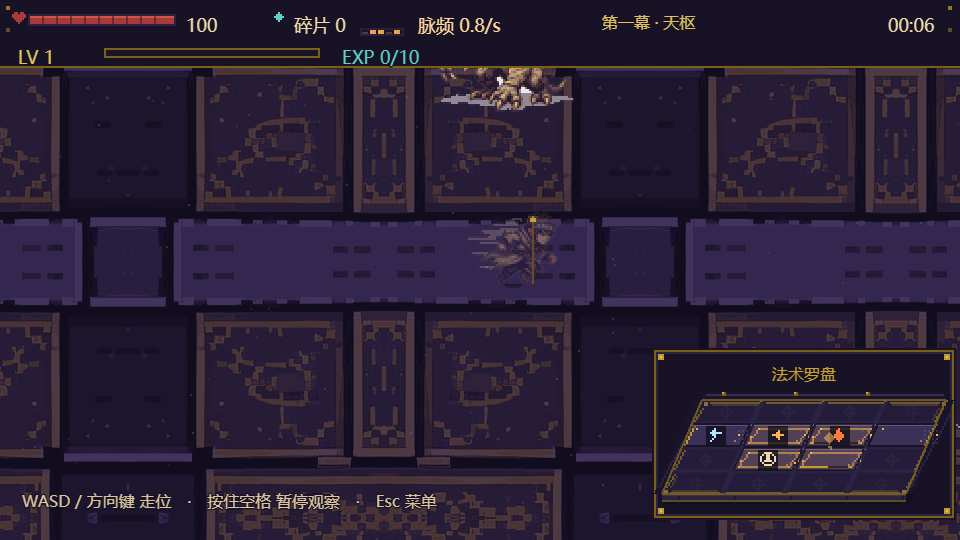 100 碎片 0 脉频 0.8/s 第一幕 · 天枢 00:06
LV 1 EXP 0/10
法术罗盘
WASD / 方向键 走位 · 按住空格 暂停观察 · Esc 菜单